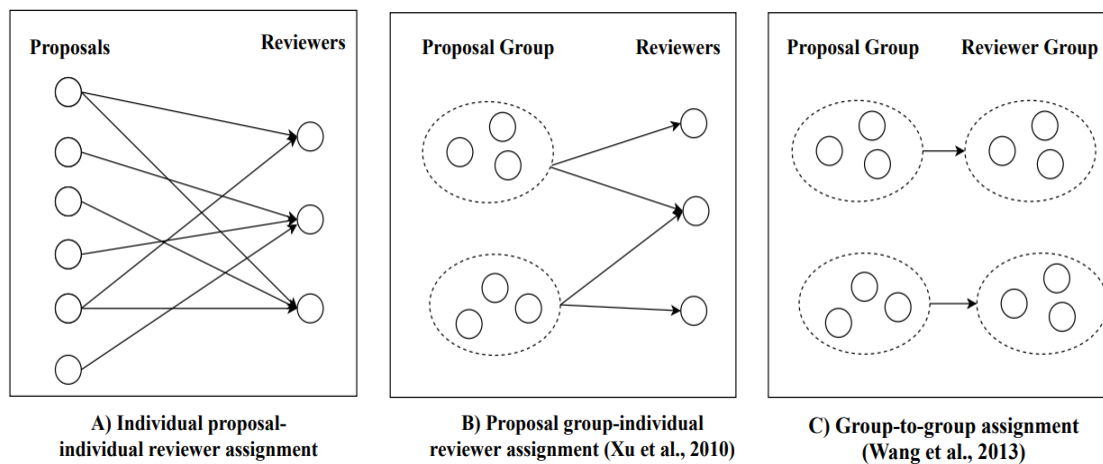 Proposals
Reviewers
A) Individual proposal-
individual reviewer assignment
Proposal Group
Reviewers
B) Proposal group-individual
reviewer assignment (Xu et al., 2010)
Proposal Group
Reviewer Group
C) Group-to-group assignment
(Wang et al., 2013)